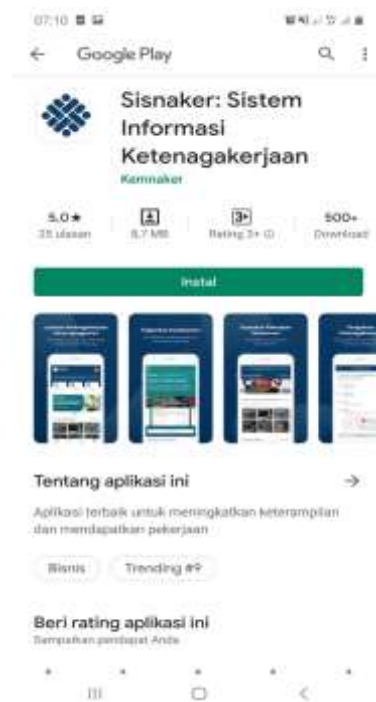 07:10
Google Play
Sisnaker: Sistem
Informasi
Ketenagakerjaan
Kemnaker
5.0★
3+
500+
25 ulasan
8,7 MB
Rating 3+
Download
Instal
Tentang aplikasi ini
Aplikasi terbaik untuk meningkatkan keterampilan
dan mendapatkan pekerjaan
Bisnis
Trending #9
Beri rating aplikasi ini
Sampaikan pendapat Anda